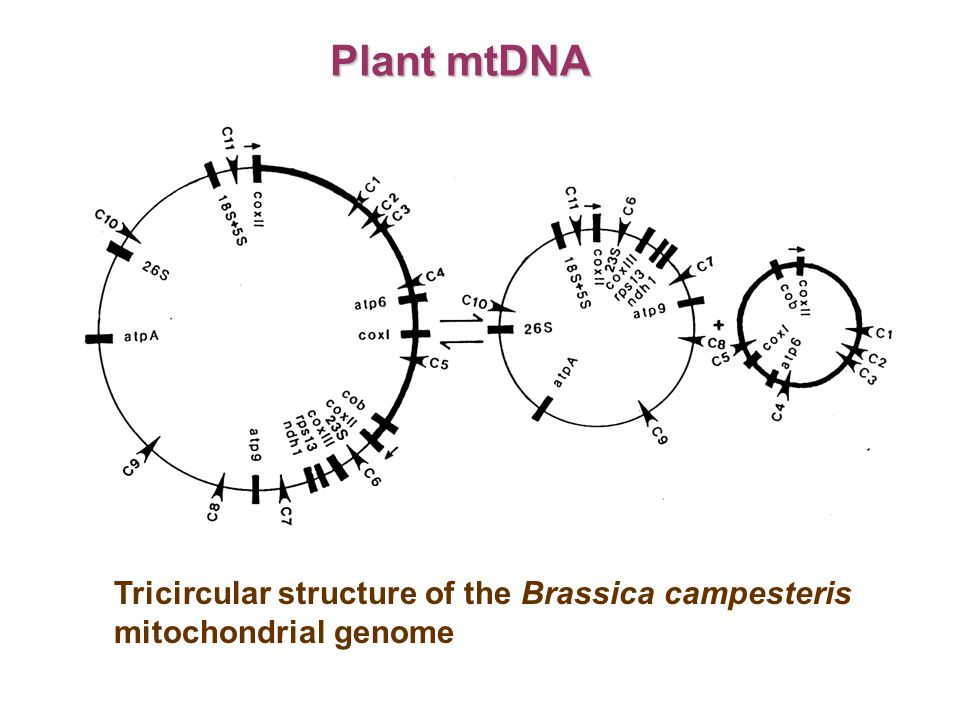 Plant mtDNA
C11
coxII
18S+5S
C10
26S
atpA
C9
C8
atp9
C7
ndh1
rps13
coxIII
23S
coxII
cob
C6
C5
coxI
atp6
C4
C3
C2
C1
C11
coxII
18S+5S
C10
26S
atpA
C9
C8
atp9
C7
ndh1
rps13
coxIII
23S
C6
+
coxII
cob
C1
C2
C3
C4
atp6
coxI
C5
Tricircular structure of the Brassica campesteris
mitochondrial genome